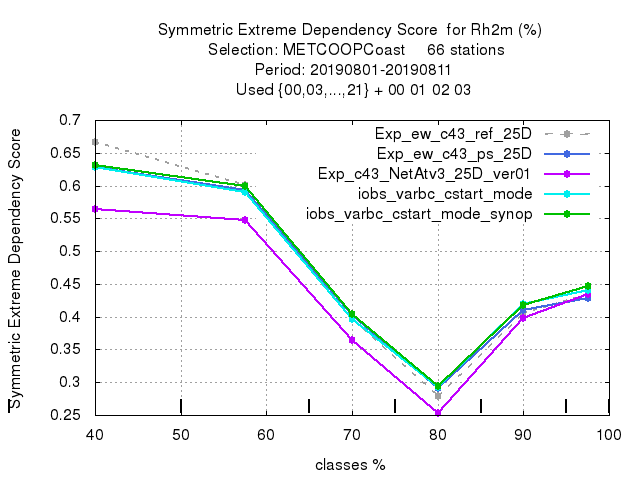 Symmetric Extreme Dependency Score  for Rh2m (%)
Selection: METCOOPCoast     66 stations
Period: 20190801-20190811
Used {00,03,...,21} + 00 01 02 03
Symmetric Extreme Dependency Score
0.7
0.65
0.6
0.55
0.5
0.45
0.4
0.35
0.3
0.25
Exp_ew_c43_ref_25D
Exp_ew_c43_ps_25D
Exp_c43_NetAtv3_25D_ver01
iobs_varbc_cstart_mode
iobs_varbc_cstart_mode_synop
40 50 60 70 80 90 100
classes %